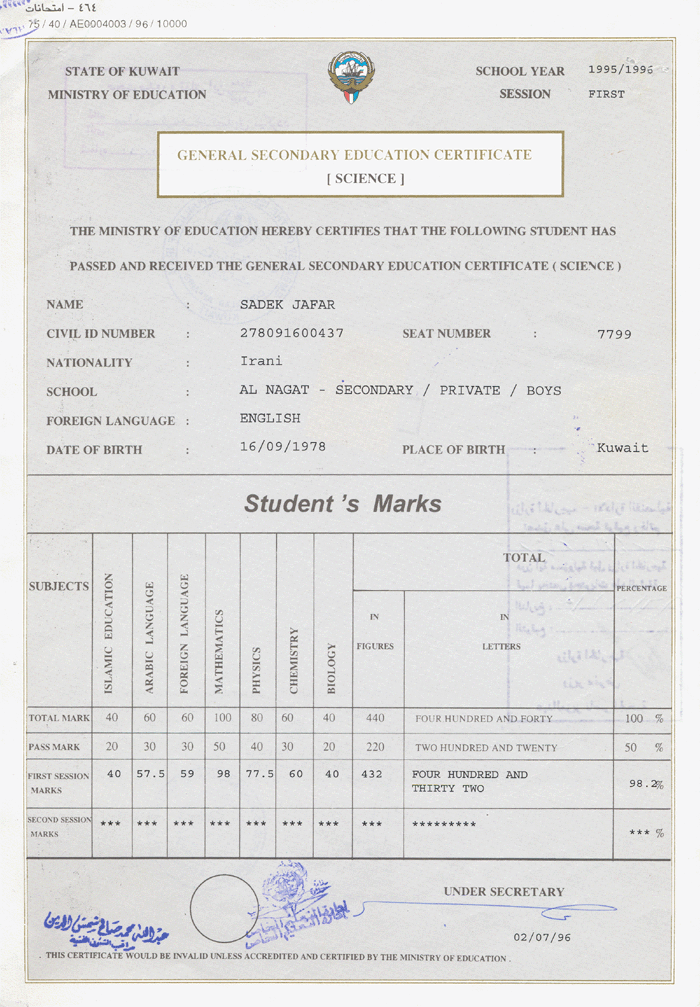 ٤٦٤ – امتحانات
75 / 40 / AE0004003 / 96 / 10000
STATE OF KUWAIT
MINISTRY OF EDUCATION
SCHOOL YEAR 1995/1996
SESSION FIRST
GENERAL SECONDARY EDUCATION CERTIFICATE
[ SCIENCE ]
THE MINISTRY OF EDUCATION HEREBY CERTIFIES THAT THE FOLLOWING STUDENT HAS
PASSED AND RECEIVED THE GENERAL SECONDARY EDUCATION CERTIFICATE ( SCIENCE )
NAME : SADEK JAFAR
CIVIL ID NUMBER : 278091600437 SEAT NUMBER : 7799
NATIONALITY : Irani
SCHOOL : AL NAGAT - SECONDARY / PRIVATE / BOYS
FOREIGN LANGUAGE : ENGLISH
DATE OF BIRTH : 16/09/1978 PLACE OF BIRTH : Kuwait
Student 's Marks
SUBJECTS
ISLAMIC EDUCATION
ARABIC LANGUAGE
FOREIGN LANGUAGE
MATHEMATICS
PHYSICS
CHEMISTRY
BIOLOGY
TOTAL
IN
FIGURES
IN
LETTERS
PERCENTAGE
TOTAL MARK 40 60 60 100 80 60 40 440 FOUR HUNDRED AND FORTY 100 %
PASS MARK 20 30 30 50 40 30 20 220 TWO HUNDRED AND TWENTY 50 %
FIRST SESSION MARKS 40 57.5 59 98 77.5 60 40 432 FOUR HUNDRED AND
THIRTY TWO 98.2%
SECOND SESSION MARKS *** *** *** *** *** *** *** *** ********* *** %
UNDER SECRETARY
02/07/96
عبدالله محمد صالح شمس الدين
. THIS CERTIFICATE WOULD BE INVALID UNLESS ACCREDITED AND CERTIFIED BY THE MINISTRY OF EDUCATION .